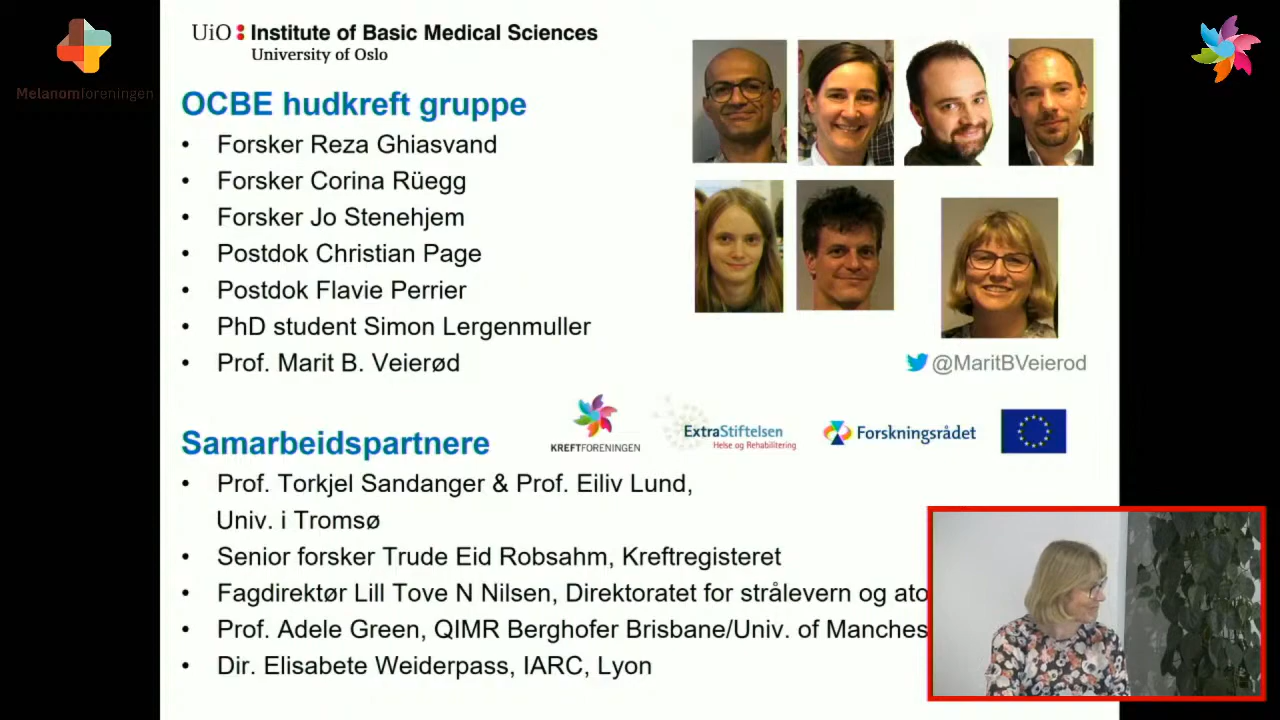 Melanomforeningen
UiO: Institute of Basic Medical Sciences
University of Oslo
OCBE hudkreft gruppe
• Forsker Reza Ghiasvand
• Forsker Corina Rüegg
• Forsker Jo Stenehjem
• Postdok Christian Page
• Postdok Flavie Perrier
• PhD student Simon Lergenmuller
• Prof. Marit B. Veierød
@MaritBVeierod
KREFTFORENINGEN
ExtraStiftelsen
Helse og Rehabilitering
Forskningsrådet
Samarbeidspartnere
• Prof. Torkjel Sandanger & Prof. Eiliv Lund,
Univ. i Tromsø
• Senior forsker Trude Eid Robsahm, Kreftregisteret
• Fagdirektør Lill Tove N Nilsen, Direktoratet for strålevern og ato
• Prof. Adele Green, QIMR Berghofer Brisbane/Univ. of Manches
• Dir. Elisabete Weiderpass, IARC, Lyon